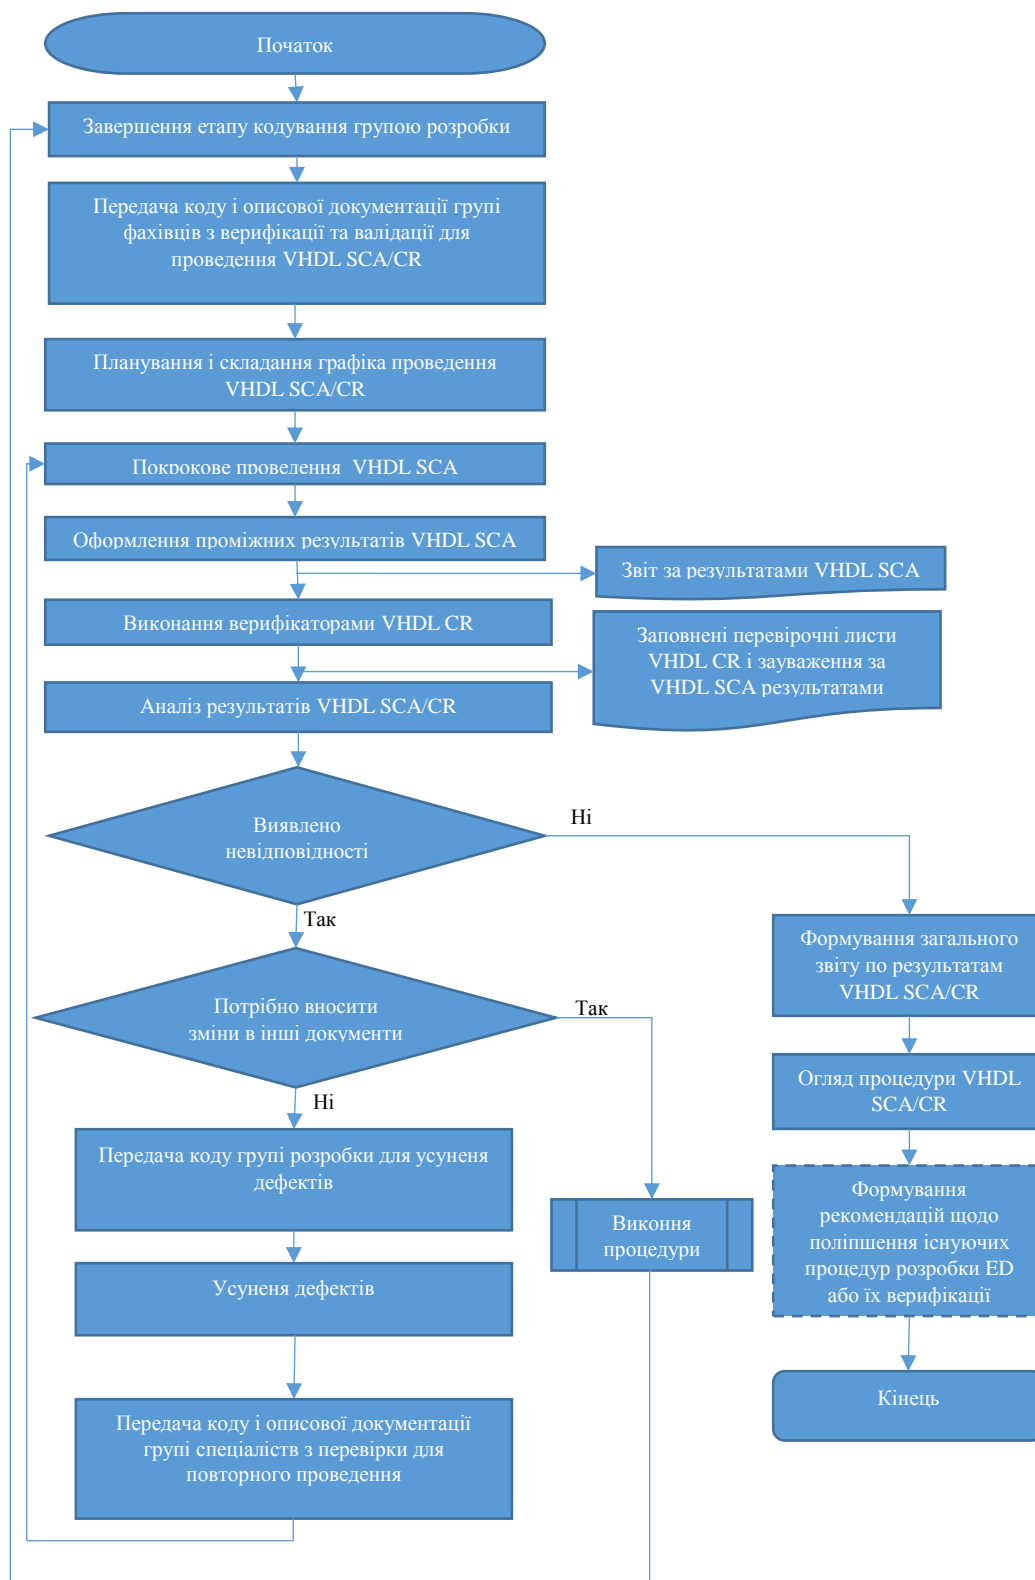 Початок
Завершення етапу кодування групою розробки
Передача коду і описової документації групі
фахівців з верифікації та валідації для
проведення VHDL SCA/CR
Планування і складання графіка проведення
VHDL SCA/CR
Покрокове проведення VHDL SCA
Оформлення проміжних результатів VHDL SCA
Звіт за результатами VHDL SCA
Виконання верифікаторами VHDL CR
Заповнені перевірочні листи
VHDL CR і зауваження за
VHDL SCA результатами
Аналіз результатів VHDL SCA/CR
Виявлено
невідповідності
Ні
Так
Потрібно вносити
зміни в інші документи
Так
Ні
Формування загального
звіту по результатам
VHDL SCA/CR
Огляд процедури VHDL
SCA/CR
Передача коду групі розробки для усуненя
дефектів
Виконня
процедури
Формування
рекомендацій щодо
поліпшення існуючих
процедур розробки ED
або їх верифікації
Усуненя дефектів
Кінець
Передача коду і описової документації
групі спеціаліств з перевірки для
повторного проведення